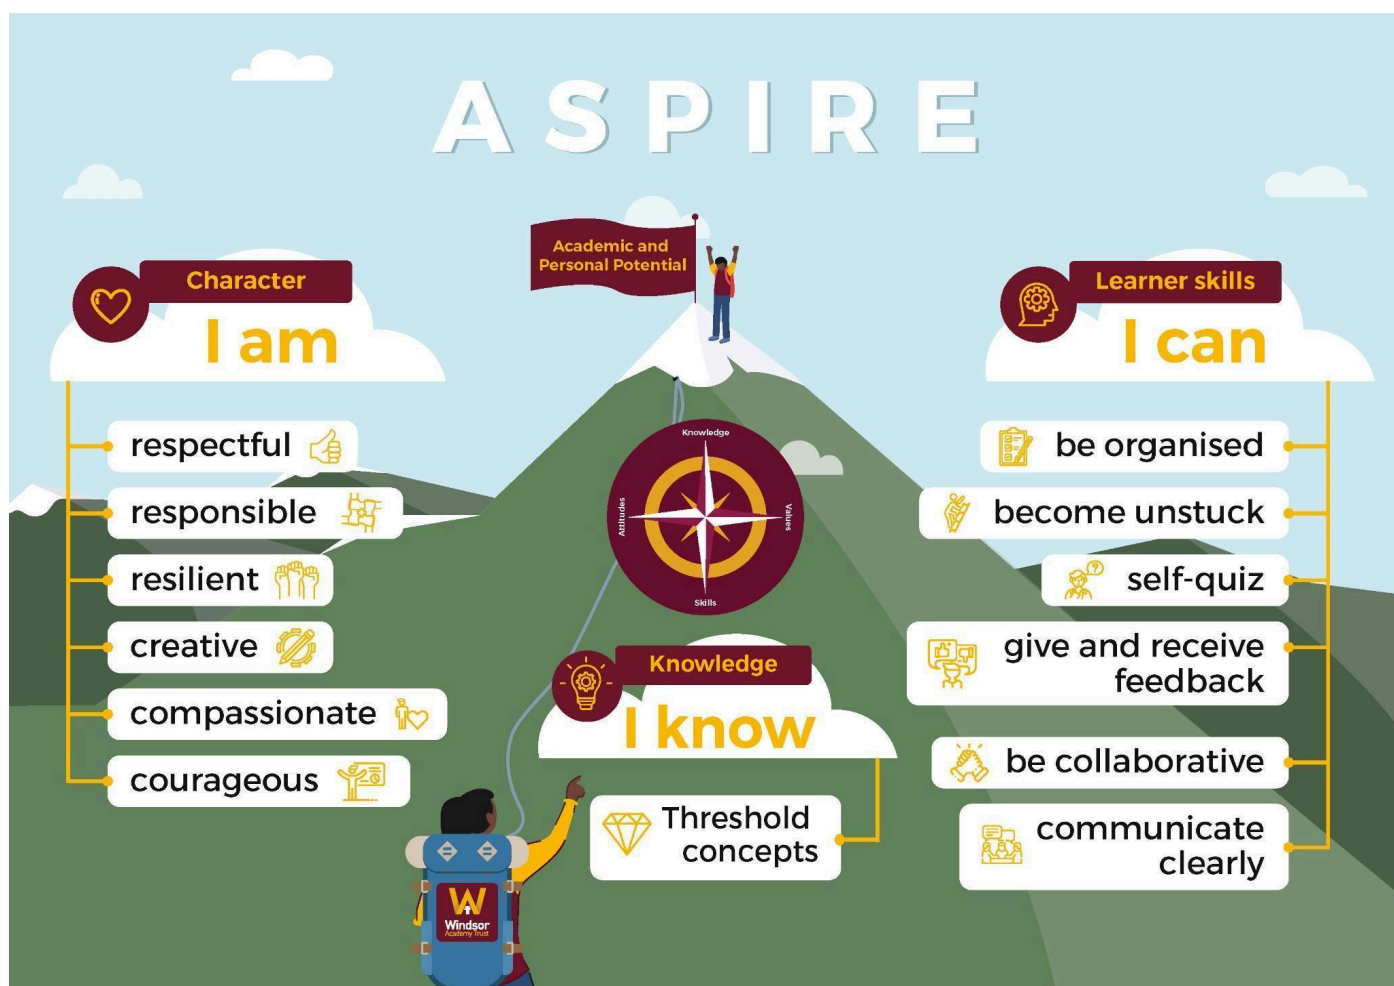 ASPIRE
Academic and
Personal Potential
Character
I am
respectful
responsible
resilient
creative
compassionate
courageous
Knowledge
Attitudes
Values
Skills
Knowledge
I know
Threshold
concepts
Learner skills
I can
be organised
become unstuck
self-quiz
give and receive
feedback
be collaborative
communicate
clearly
W
Windsor
Academy Trust